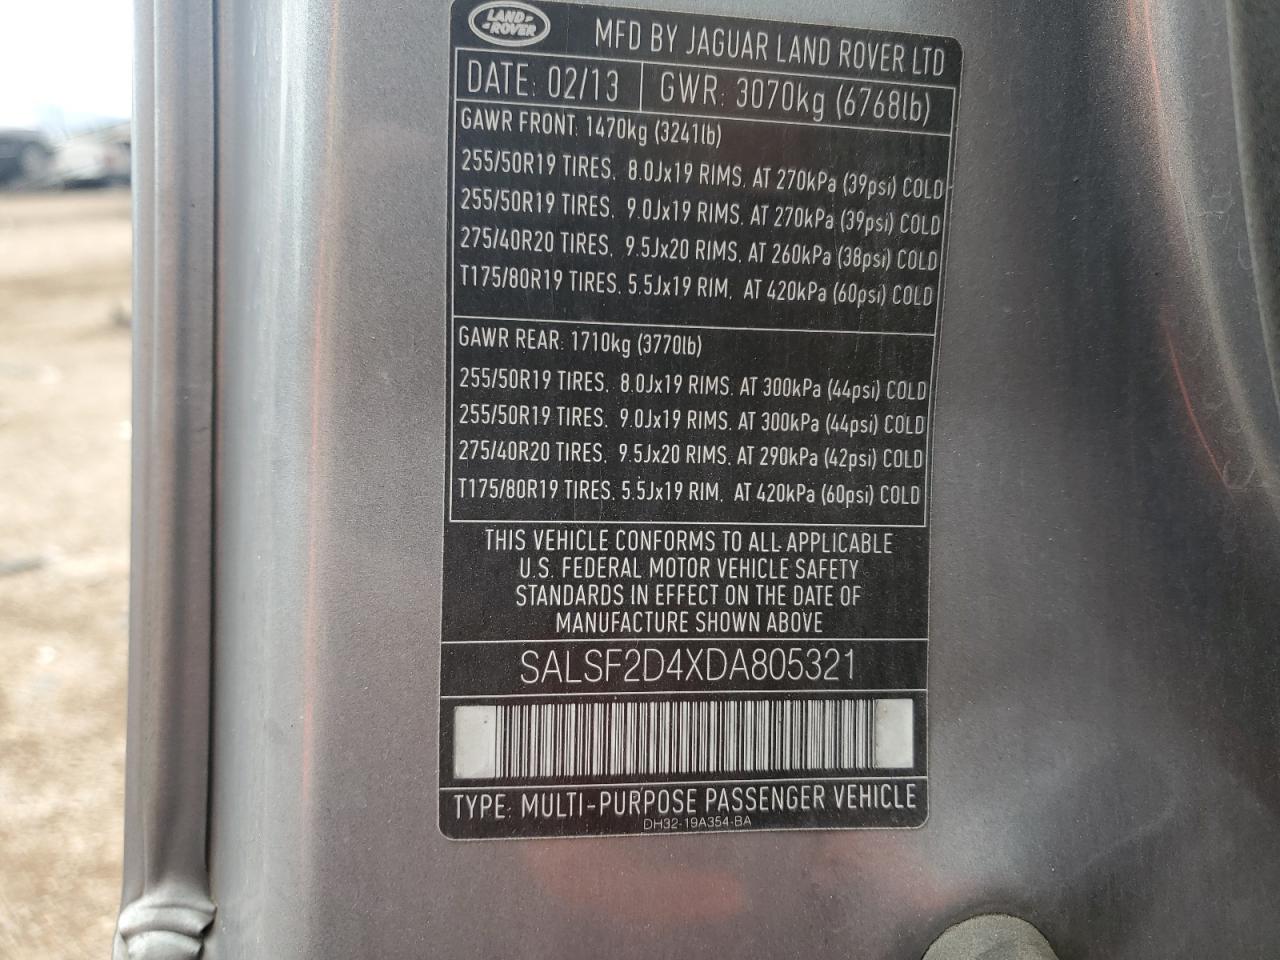 LAND ROVER
MFD BY JAGUAR LAND ROVER LTD
DATE: 02/13 GWR: 3070kg (6768lb)
GAWR FRONT: 1470kg (3241lb)
255/50R19 TIRES, 8.0Jx19 RIMS, AT 270kPa (39psi) COLD
255/50R19 TIRES, 9.0Jx19 RIMS, AT 270kPa (39psi) COLD
275/40R20 TIRES, 9.5Jx20 RIMS, AT 260kPa (38psi) COLD
T175/80R19 TIRES, 5.5Jx19 RIM, AT 420kPa (60psi) COLD
GAWR REAR: 1710kg (3770lb)
255/50R19 TIRES, 8.0Jx19 RIMS, AT 300kPa (44psi) COLD
255/50R19 TIRES, 9.0Jx19 RIMS, AT 300kPa (44psi) COLD
275/40R20 TIRES, 9.5Jx20 RIMS, AT 290kPa (42psi) COLD
T175/80R19 TIRES, 5.5Jx19 RIM, AT 420kPa (60psi) COLD
THIS VEHICLE CONFORMS TO ALL APPLICABLE
U.S. FEDERAL MOTOR VEHICLE SAFETY
STANDARDS IN EFFECT ON THE DATE OF
MANUFACTURE SHOWN ABOVE
SALSF2D4XDA805321
TYPE: MULTI-PURPOSE PASSENGER VEHICLE
DH32-19A354-BA